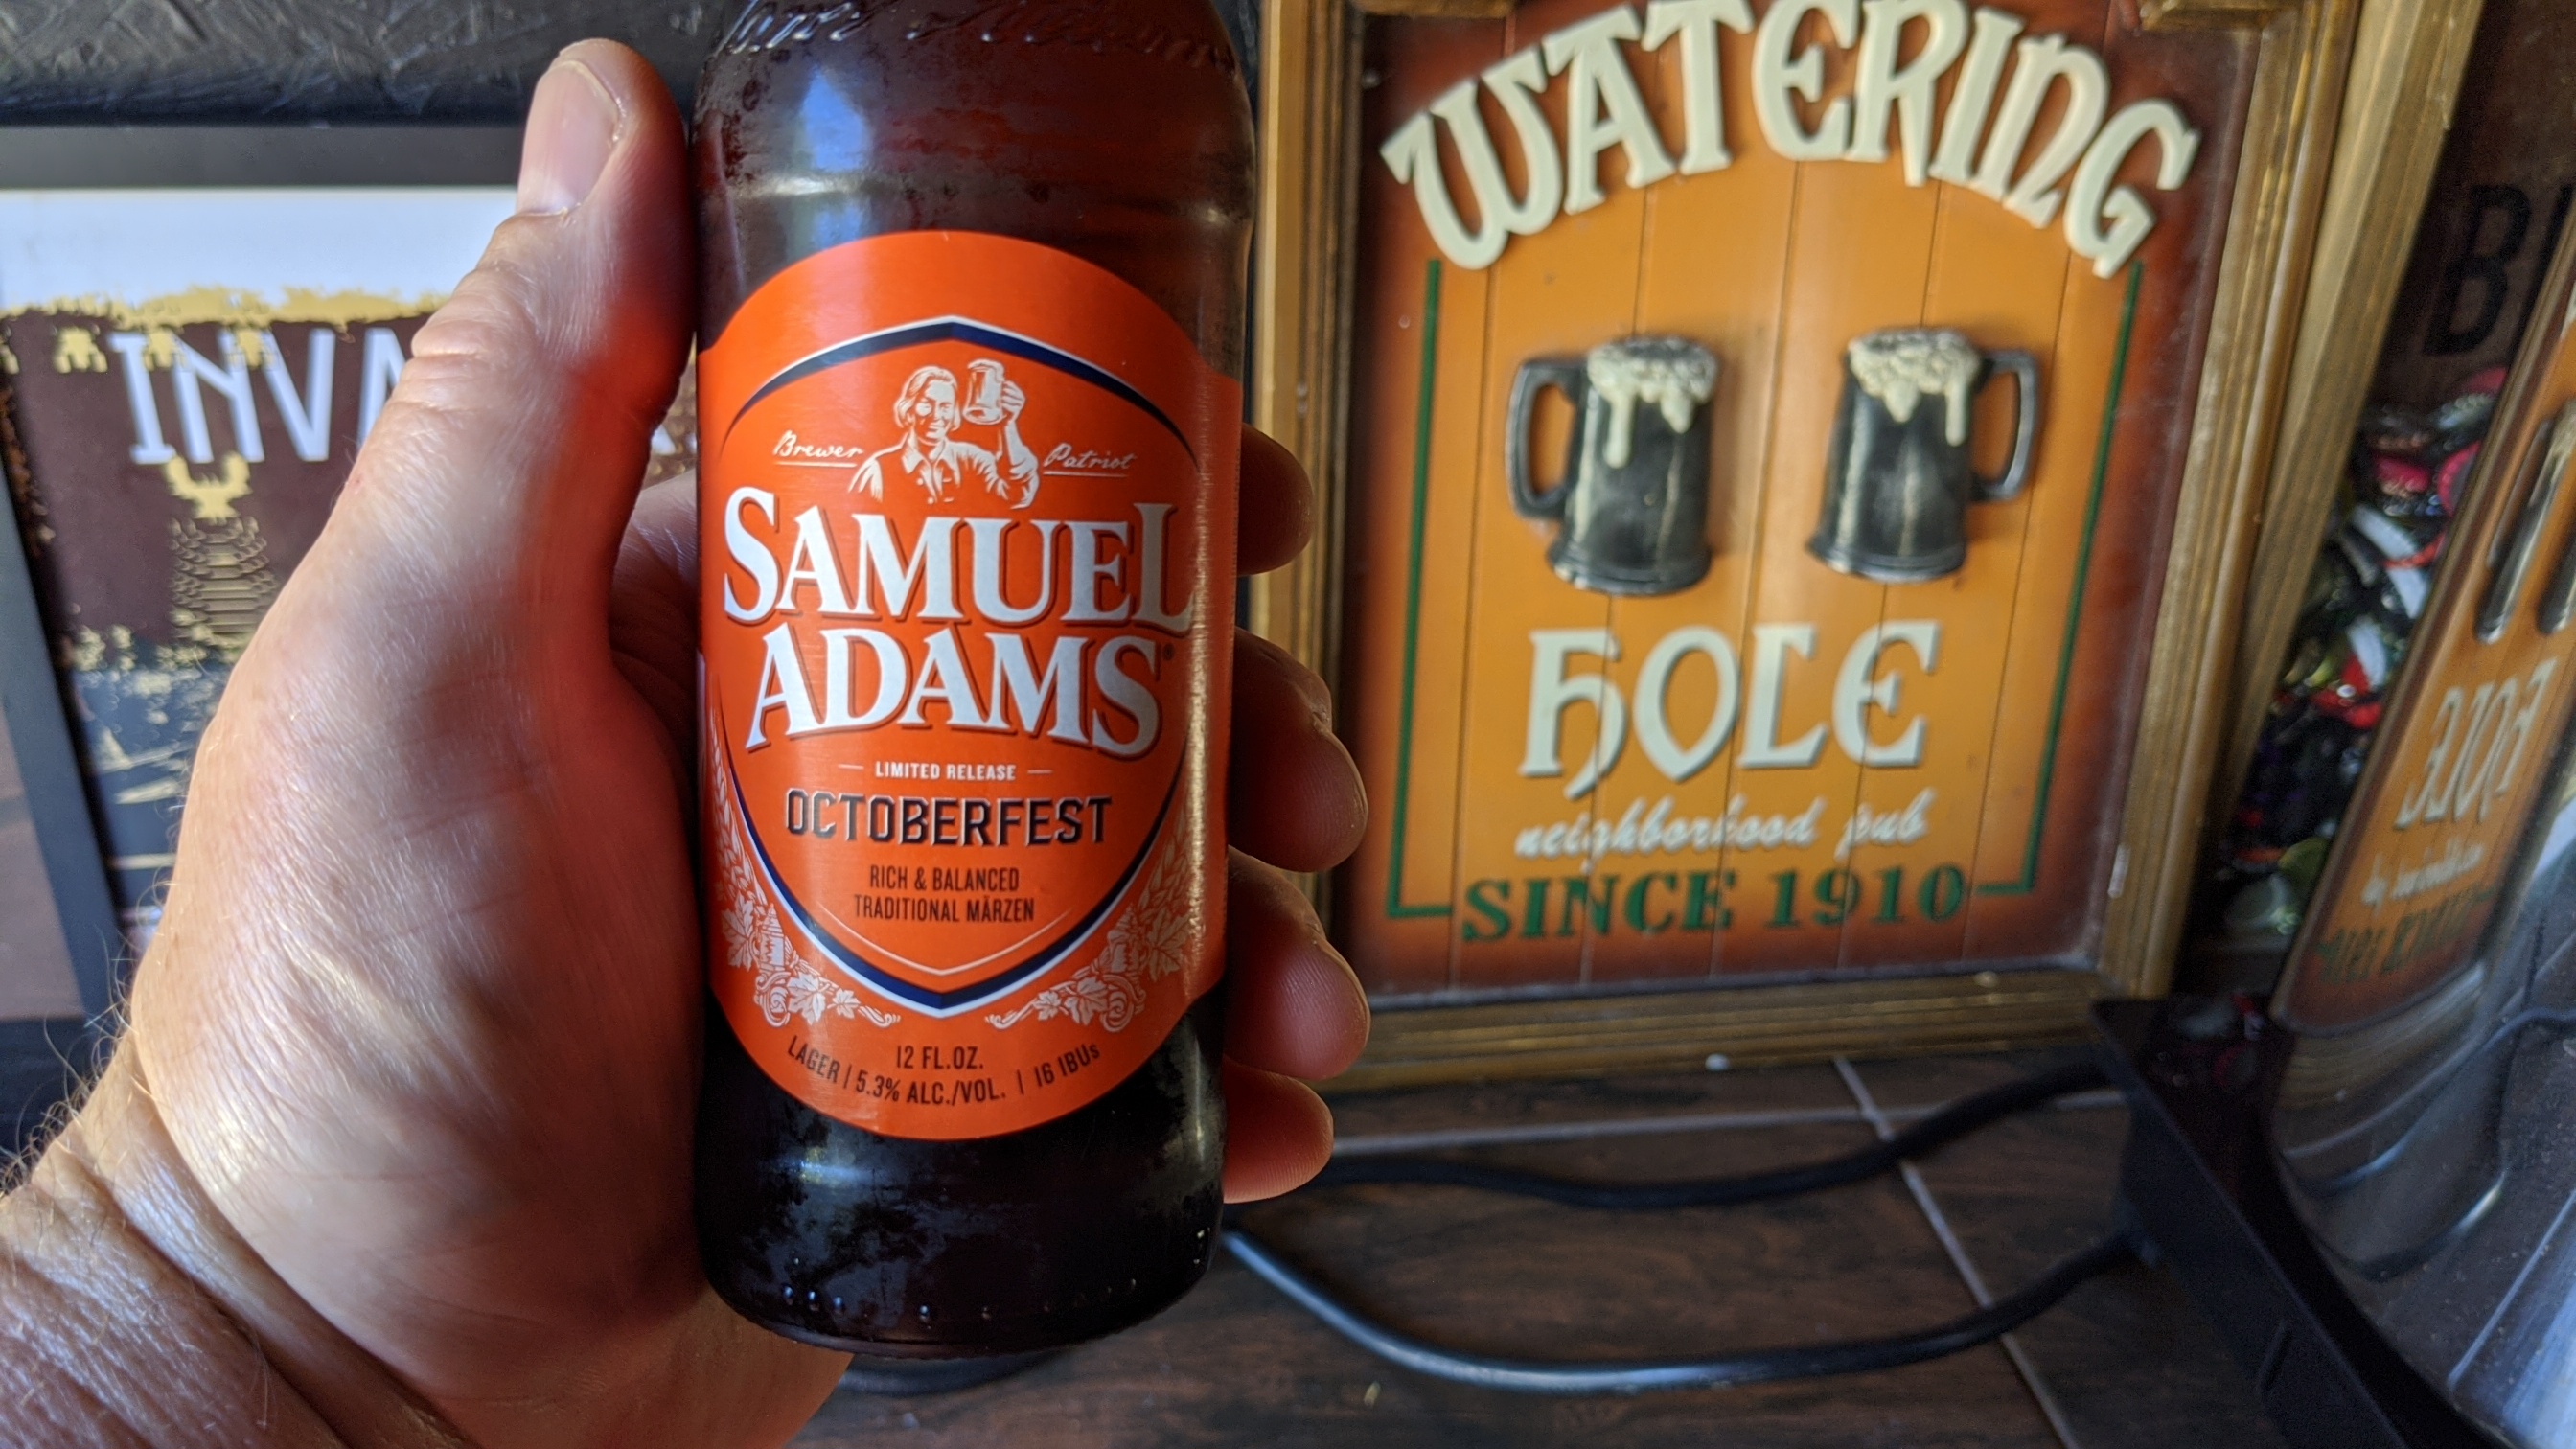 INVA
Brewer Patriot
SAMUEL
ADAMS®
LIMITED RELEASE
OCTOBERFEST
RICH & BALANCED
TRADITIONAL MÄRZEN
12 FL.OZ.
LAGER | 5.3% ALC./VOL. | 16 IBUs
WATERING
HOLE
neighborhood pub
SINCE 1910